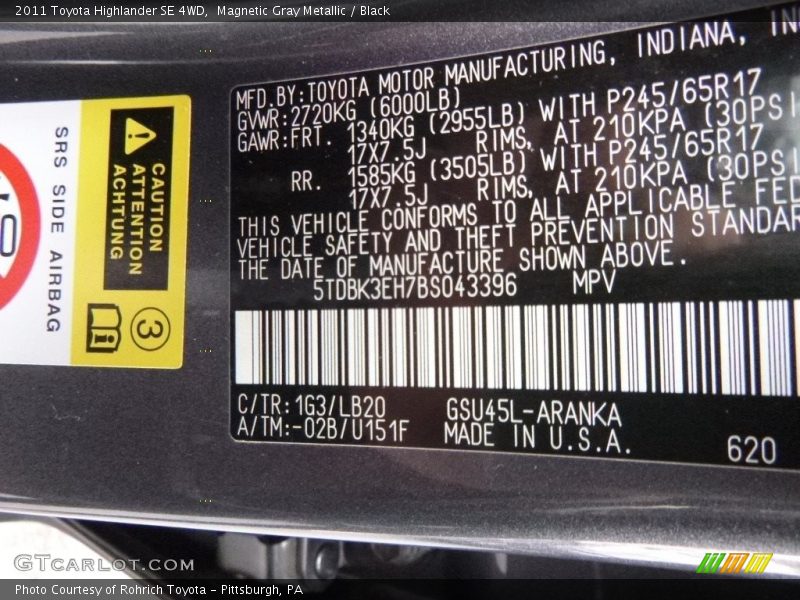 2011 Toyota Highlander SE 4WD,  Magnetic Gray Metallic / Black
MFD.BY:TOYOTA MOTOR MANUFACTURING, INDIANA,
GVWR:2720KG (6000LB)
GAWR:FRT. 1340KG (2955LB) WITH P245/65R17
17X7.5J RIMS, AT 210KPA (30PSI
RR. 1585KG (3505LB) WITH P245/65R17
17X7.5J RIMS, AT 210KPA (30PSI
THIS VEHICLE CONFORMS TO ALL APPLICABLE FED
VEHICLE SAFETY AND THEFT PREVENTION STANDAR
THE DATE OF MANUFACTURE SHOWN ABOVE.
5TDBK3EH7BS043396 MPV
C/TR:1G3/LB20 GSU45L-ARANKA
A/TM:-02B/U151F MADE IN U.S.A.
620
CAUTION
ATTENTION
ACHTUNG
3
SRS SIDE AIRBAG
GTCARLOT.COM
Photo Courtesy of Rohrich Toyota - Pittsburgh, PA